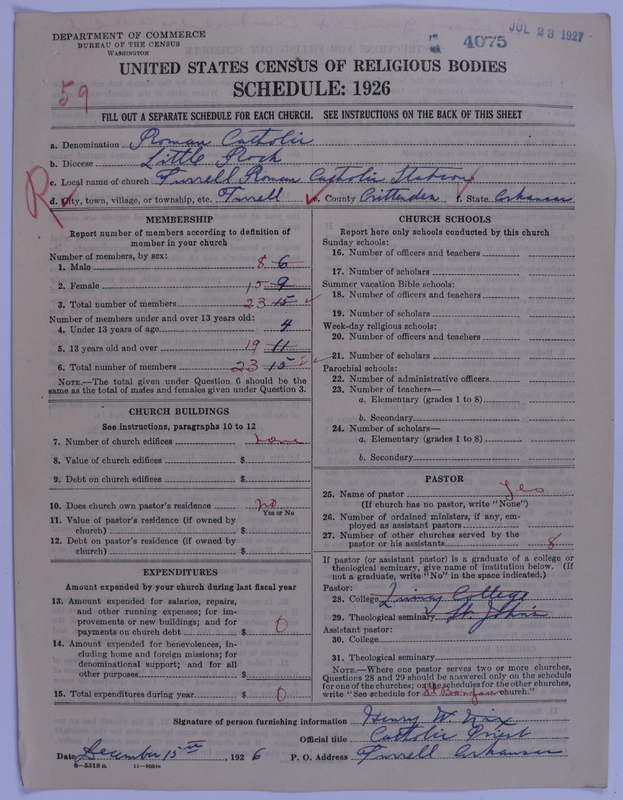 DEPARTMENT OF COMMERCE
BUREAU OF THE CENSUS
WASHINGTON
4075
JUL 23 1927
UNITED STATES CENSUS OF RELIGIOUS BODIES
SCHEDULE: 1926
59
FILL OUT A SEPARATE SCHEDULE FOR EACH CHURCH. SEE INSTRUCTIONS ON THE BACK OF THIS SHEET
a. Denomination Roman Catholic
b. Diocese Little Rock
c. Local name of church Turrell Roman Catholic Station
R
d. City, town, village, or township, etc. Turrell e. County Crittenden f. State Arkansas
MEMBERSHIP
Report number of members according to definition of
member in your church
Number of members, by sex:
1. Male 8 6
2. Female 15 9
3. Total number of members 23 15
Number of members under and over 13 years old:
4. Under 13 years of age 4
5. 13 years old and over 19 11
6. Total number of members 23 15
NOTE.—The total given under Question 6 should be the
same as the total of males and females given under Question 3.
CHURCH BUILDINGS
See instructions, paragraphs 10 to 12
7. Number of church edifices none
8. Value of church edifices $
9. Debt on church edifices $
10. Does church own pastor's residence no
Yes or No
11. Value of pastor's residence (if owned by
church) $
12. Debt on pastor's residence (if owned by
church) $
EXPENDITURES
Amount expended by your church during last fiscal year
13. Amount expended for salaries, repairs,
and other running expenses; for im-
provements or new buildings; and for
payments on church debt $ 0
14. Amount expended for benevolences, in-
cluding home and foreign missions; for
denominational support; and for all
other purposes $
15. Total expenditures during year $ 0
CHURCH SCHOOLS
Report here only schools conducted by this church
Sunday schools:
16. Number of officers and teachers
17. Number of scholars
Summer vacation Bible schools:
18. Number of officers and teachers
19. Number of scholars
Week-day religious schools:
20. Number of officers and teachers
21. Number of scholars
Parochial schools:
22. Number of administrative officers
23. Number of teachers—
a. Elementary (grades 1 to 8)
b. Secondary
24. Number of scholars—
a. Elementary (grades 1 to 8)
b. Secondary
PASTOR
25. Name of pastor Yes
(If church has no pastor, write "None")
26. Number of ordained ministers, if any, em-
ployed as assistant pastors
27. Number of other churches served by the
pastor or his assistants 8
If pastor (or assistant pastor) is a graduate of a college or
theological seminary, give name of institution below. (If
not a graduate, write "No" in the space indicated.)
Pastor:
28. College College
29. Theological seminary St. John's
Assistant pastor:
30. College
31. Theological seminary
NOTE.—Where one pastor serves two or more churches,
Questions 28 and 29 should be answered only on the schedule
for one of the churches; on the schedules for the other churches,
write "See schedule for church."
Signature of person furnishing information Henry W.
Official title Catholic Priest
Date December 15th, 1926 P. O. Address Turrell Arkansas
8—5518a 11—9054a